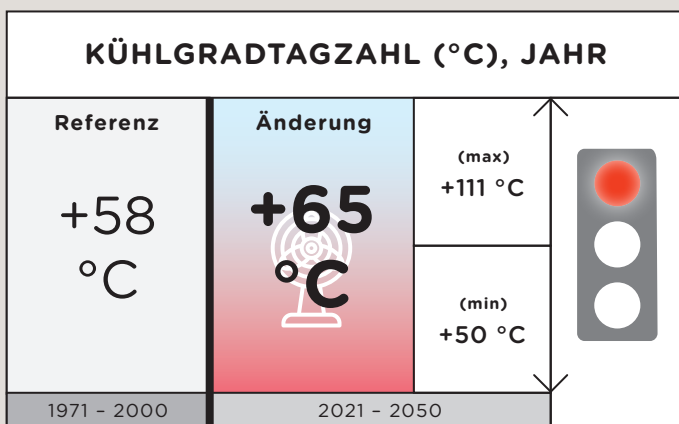 KÜHLGRADTAGZAHL (°C), JAHR
Referenz
+58
°C
Änderung
+65
°C
(max)
+111 °C
(min)
+50 °C
1971 – 2000
2021 – 2050